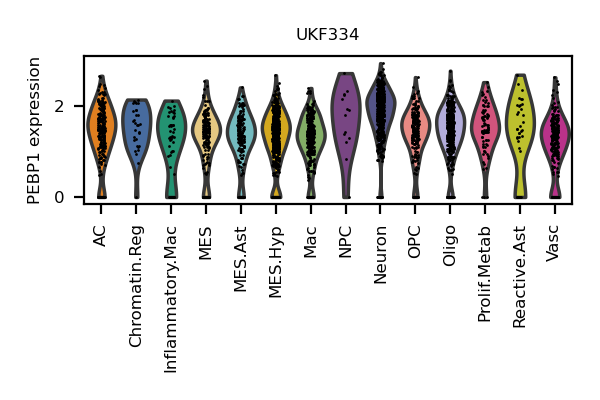 UKF334
PEBP1 expression
2
0
AC
Chromatin.Reg
Inflammatory.Mac
MES
MES.Ast
MES.Hyp
Mac
NPC
Neuron
OPC
Oligo
Prolif.Metab
Reactive.Ast
Vasc